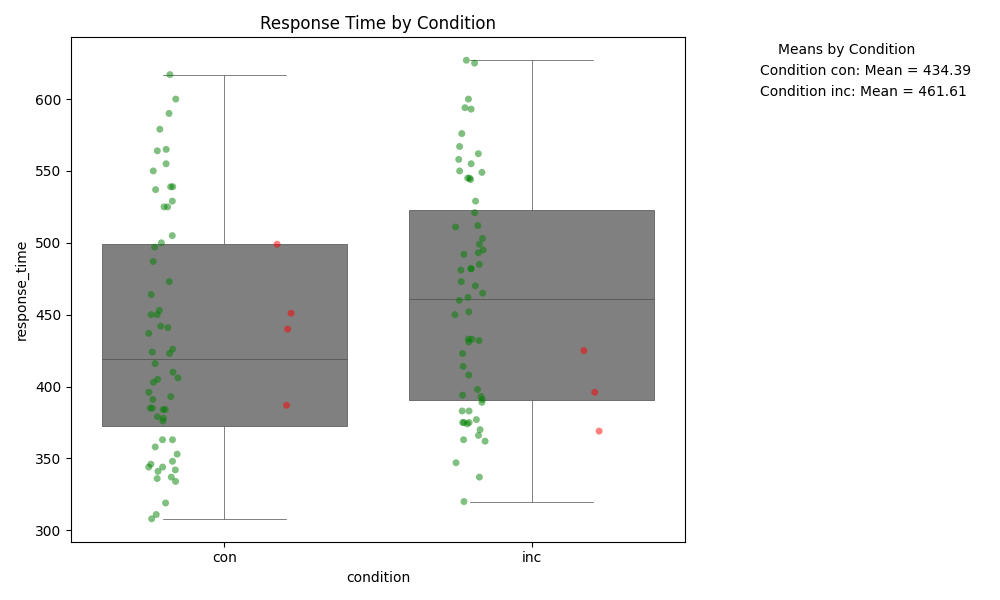 Response Time by Condition
Means by Condition
Condition con: Mean = 434.39
Condition inc: Mean = 461.61
response_time
600
550
500
450
400
350
300
con
inc
condition